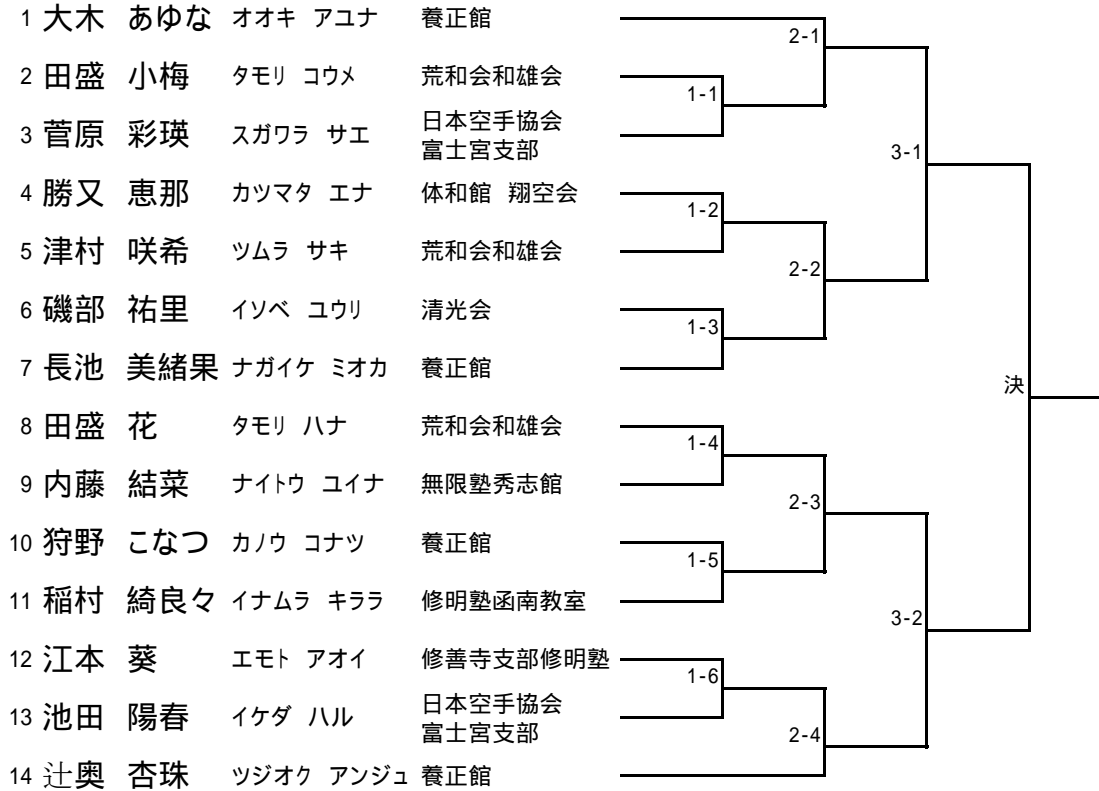 1 大木 あゆな オオキ アユナ 養正館
2-1
2 田盛 小梅 タモリ コウメ 荒和会和雄会
1-1
3 菅原 彩瑛 スガワラ サエ 日本空手協会
富士宮支部
3-1
4 勝又 恵那 カツマタ エナ 体和館 翔空会
1-2
5 津村 咲希 ツムラ サキ 荒和会和雄会
2-2
6 磯部 祐里 イソベ ユウリ 清光会
1-3
7 長池 美緒果 ナガイケ ミオカ 養正館
決
8 田盛 花 タモリ ハナ 荒和会和雄会
1-4
9 内藤 結菜 ナイトウ ユイナ 無限塾秀志館
2-3
10 狩野 こなつ カノウ コナツ 養正館
1-5
11 稲村 綺良々 イナムラ キララ 修明塾函南教室
3-2
12 江本 葵 エモト アオイ 修善寺支部修明塾
1-6
13 池田 陽春 イケダ ハル 日本空手協会
富士宮支部
2-4
14 辻奥 杏珠 ツジオク アンジュ 養正館